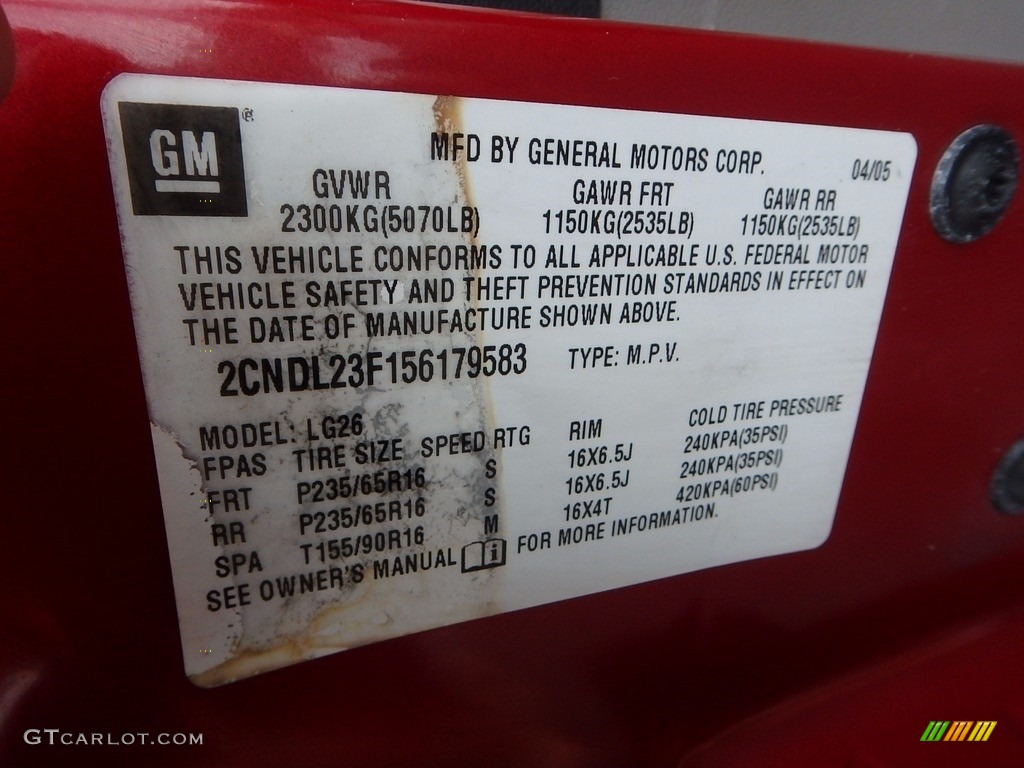 GM®
MFD BY GENERAL MOTORS CORP. 04/05
GVWR GAWR FRT GAWR RR
2300KG(5070LB) 1150KG(2535LB) 1150KG(2535LB)
THIS VEHICLE CONFORMS TO ALL APPLICABLE U.S. FEDERAL MOTOR
VEHICLE SAFETY AND THEFT PREVENTION STANDARDS IN EFFECT ON
THE DATE OF MANUFACTURE SHOWN ABOVE.
2CNDL23F156179583 TYPE: M.P.V.
MODEL: LG26
FPAS TIRE SIZE SPEED RTG RIM COLD TIRE PRESSURE
FRT P235/65R16 S 16X6.5J 240KPA(35PSI)
RR P235/65R16 S 16X6.5J 240KPA(35PSI)
SPA T155/90R16 M 16X4T 420KPA(60PSI)
SEE OWNER'S MANUAL FOR MORE INFORMATION.
GTCARLOT.COM